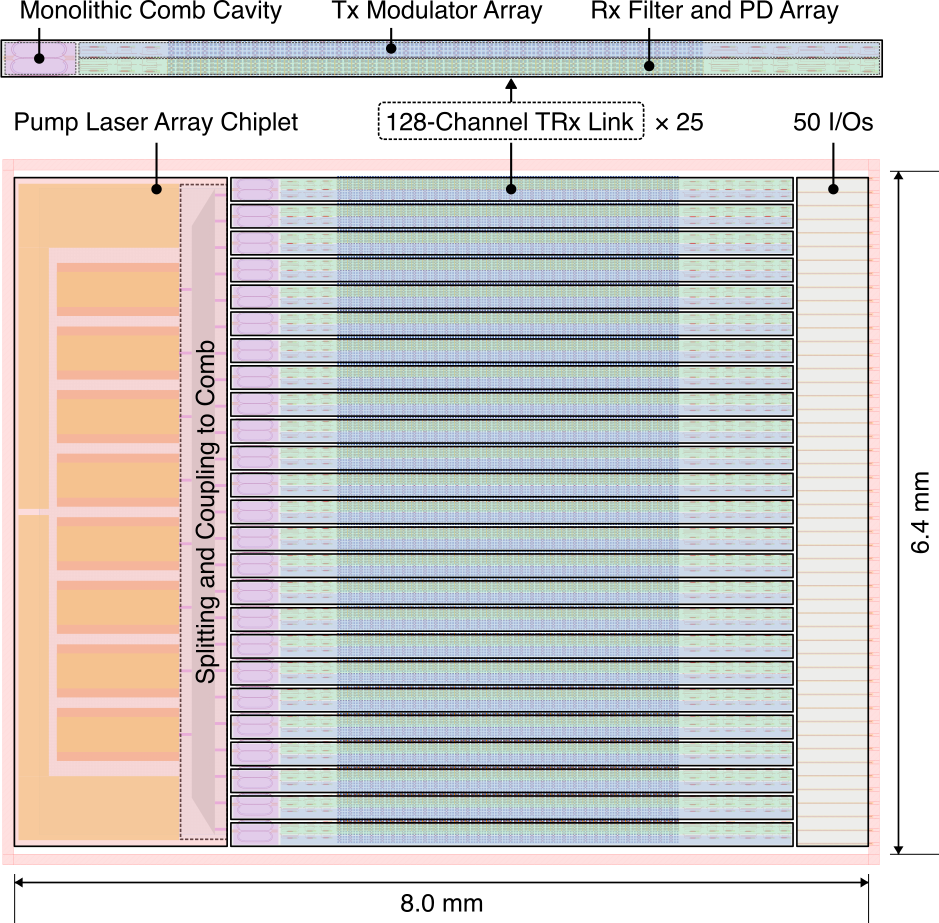 Monolithic Comb Cavity
Tx Modulator Array
Rx Filter and PD Array
Pump Laser Array Chiplet
128-Channel TRx Link × 25
50 I/Os
Splitting and Coupling to Comb
6.4 mm
8.0 mm